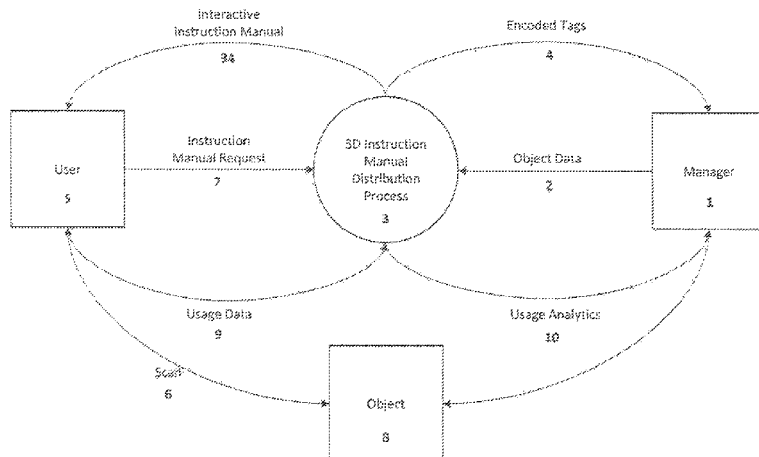 Interactive
Instruction Manual
34
Encoded Tags
4
User
5
Instruction
Manual Request
7
3D Instruction
Manual
Distribution
Process
3
Object Data
2
Manager
1
Usage Data
9
Usage Analytics
10
Scan
6
Object
8